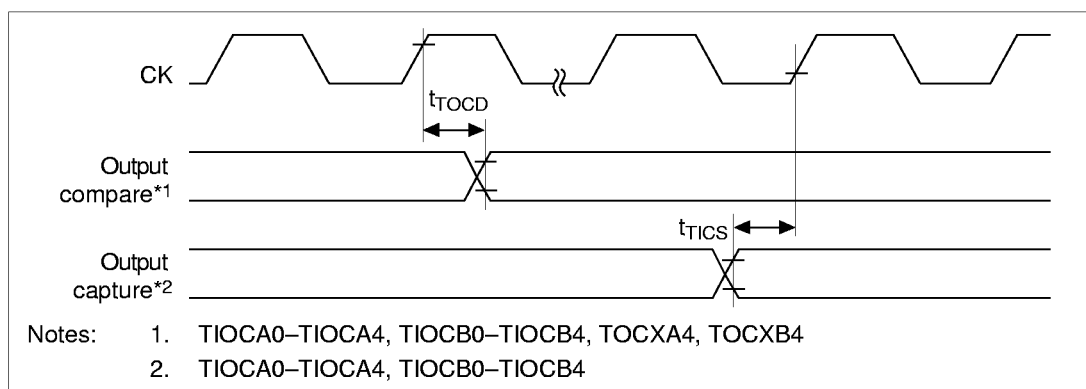 CK
tTOCD
Output
compare*1
tTICS
Output
capture*2
Notes: 1. TIOCA0–TIOCA4, TIOCB0–TIOCB4, TOCXA4, TOCXB4
2. TIOCA0–TIOCA4, TIOCB0–TIOCB4